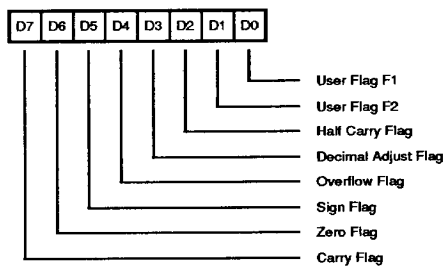 D7 D6 D5 D4 D3 D2 D1 D0
User Flag F1
User Flag F2
Half Carry Flag
Decimal Adjust Flag
Overflow Flag
Sign Flag
Zero Flag
Carry Flag